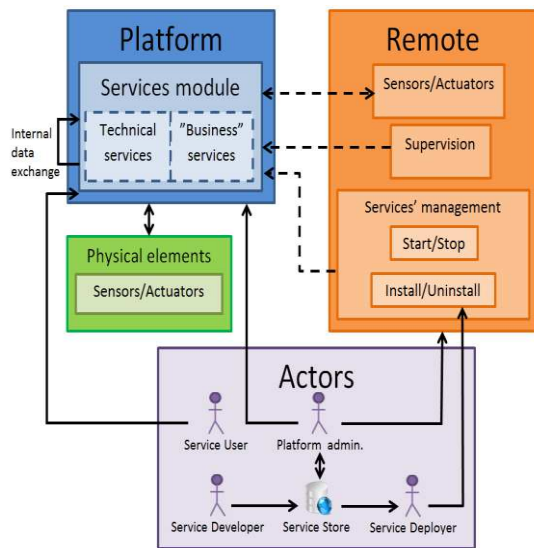 Platform
Services module
Technical
services
”Business”
services
Internal
data
exchange
Physical elements
Sensors/Actuators
Remote
Sensors/Actuators
Supervision
Services’ management
Start/Stop
Install/Uninstall
Actors
Service User
Platform admin.
Service Developer
Service Store
Service Deployer